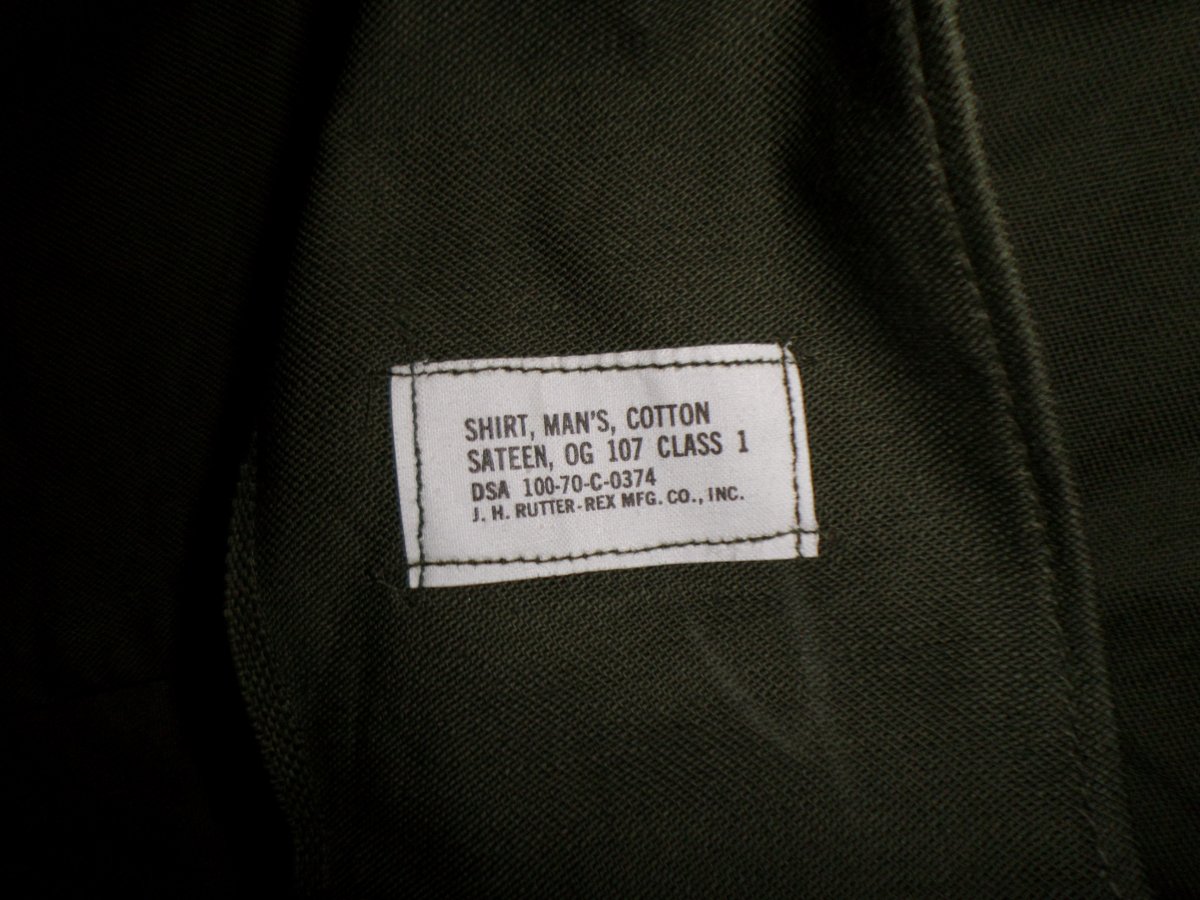 SHIRT, MAN'S, COTTON
SATEEN, OG 107 CLASS 1
DSA 100-70-C-0374
J. H. RUTTER-REX MFG. CO., INC.